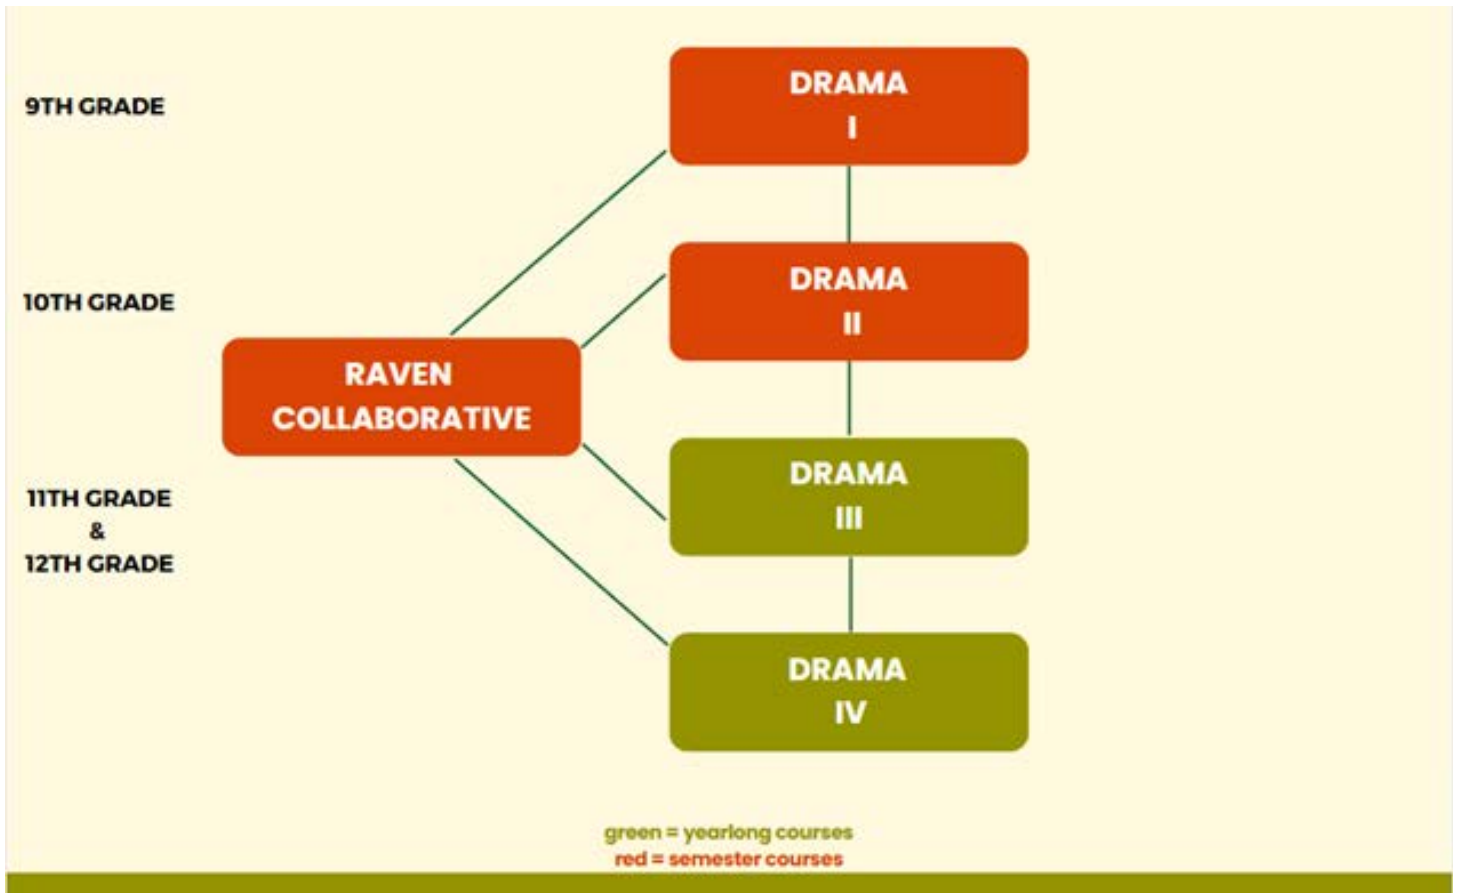 9TH GRADE
DRAMA
I
10TH GRADE
DRAMA
II
RAVEN
COLLABORATIVE
11TH GRADE
&
12TH GRADE
DRAMA
III
DRAMA
IV
green = yearlong courses
red = semester courses